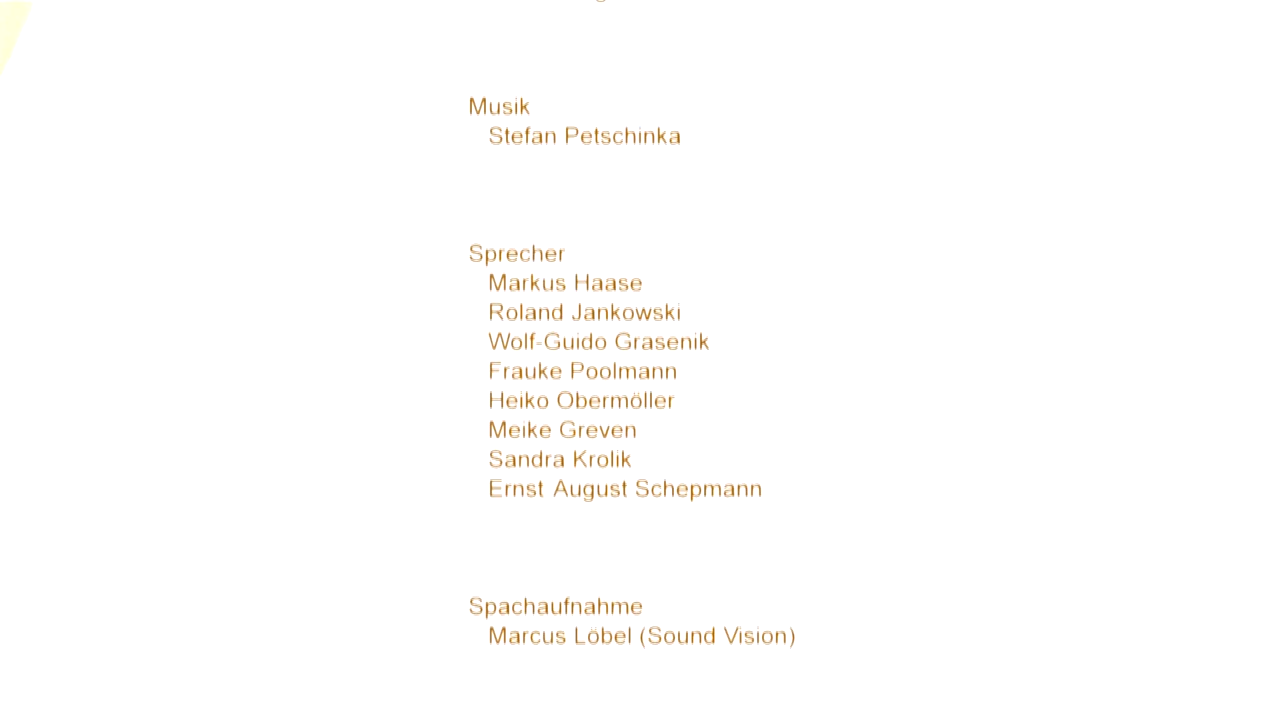 Musik
Stefan Petschinka
Sprecher
Markus Haase
Roland Jankowski
Wolf-Guido Grasenik
Frauke Poolmann
Heiko Obermöller
Meike Greven
Sandra Krolik
Ernst August Schepmann
Spachaufnahme
Marcus Löbel (Sound Vision)